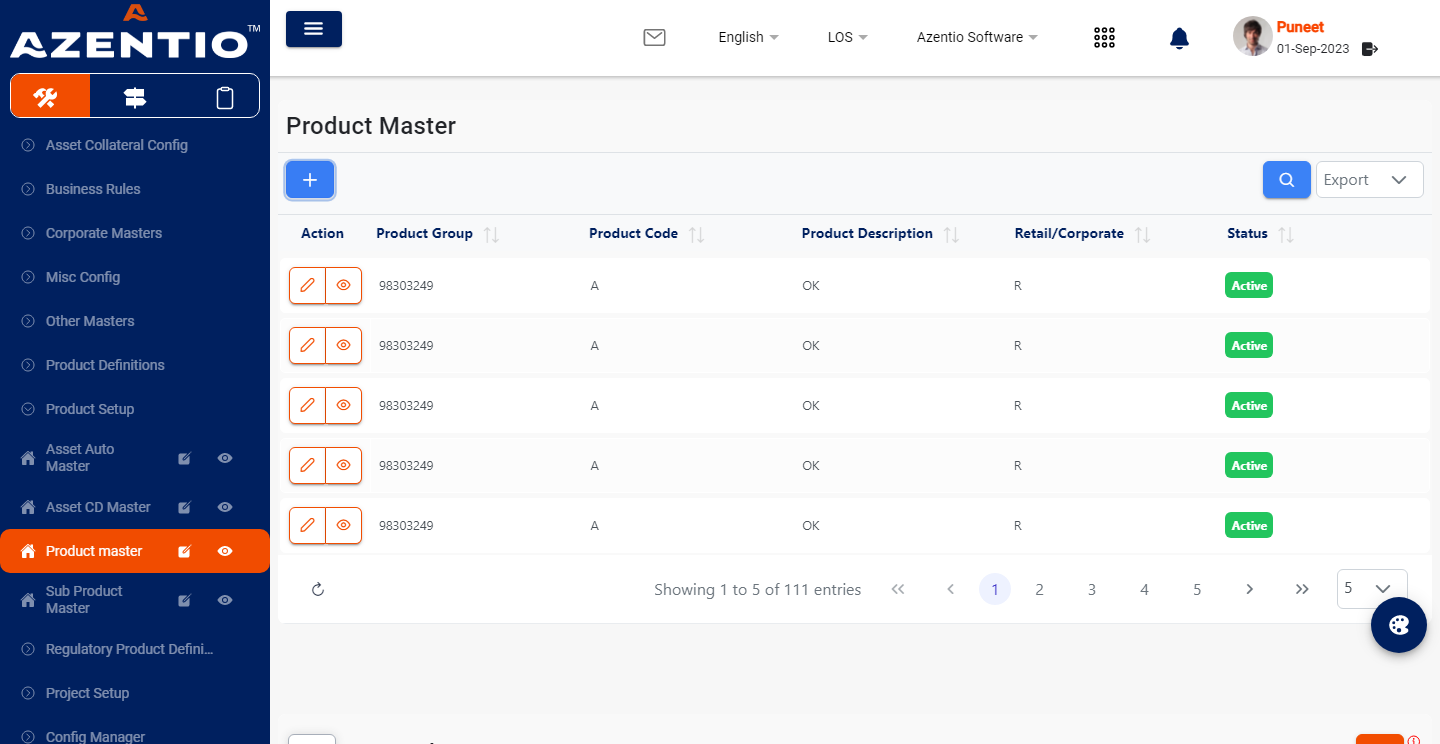 AZENTIO™
English
LOS
Azentio Software
Puneet
01-Sep-2023
Asset Collateral Config
Business Rules
Corporate Masters
Misc Config
Other Masters
Product Definitions
Product Setup
Asset Auto
Master
Asset CD Master
Product master
Sub Product
Master
Regulatory Product Defini...
Project Setup
Config Manager
Product Master
Export
Action Product Group Product Code Product Description Retail/Corporate Status
98303249 A OK R Active
98303249 A OK R Active
98303249 A OK R Active
98303249 A OK R Active
98303249 A OK R Active
Showing 1 to 5 of 111 entries 1 2 3 4 5 5